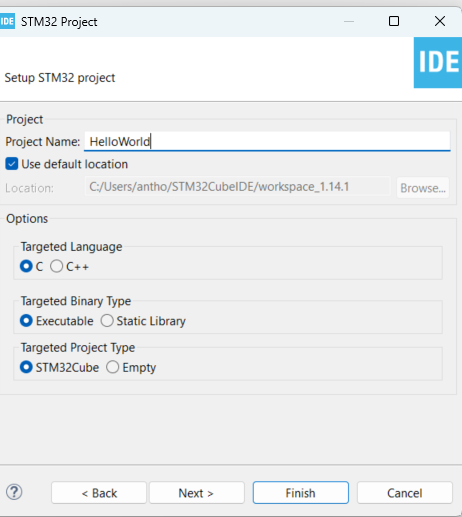 IDE STM32 Project
IDE
Setup STM32 project
Project
Project Name: HelloWorld
Use default location
Location: C:/Users/antho/STM32CubeIDE/workspace_1.14.1 Browse...
Options
Targeted Language
C C++
Targeted Binary Type
Executable Static Library
Targeted Project Type
STM32Cube Empty
? < Back Next > Finish Cancel